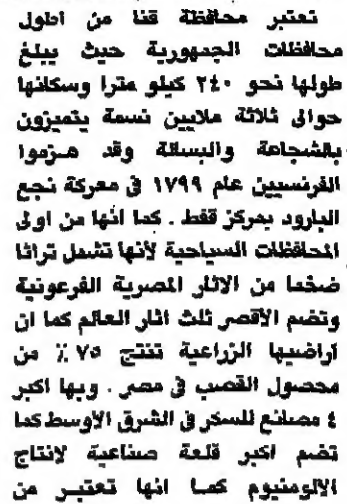 تعتبر محافظة قنا من اطول
محافظات الجمهورية حيث يبلغ
طولها نحو ٢٤٠ كيلو مترا وسكانها
حوالى ثلاثة ملايين نسمة يتميزون
بالشجاعة والبسالة وقد هزموا
الفرنسيين عام ١٧٩٩ فى معركة نجع
البارود بمركز قفط . كما انها من اولى
المحافظات السياحية لأنها تشمل تراثا
ضخما من الاثار المصرية الفرعونية
وتضم الأقصر ثلث اثار العالم كما ان
اراضيها الزراعية تنتج ٧٥ ٪ من
محصول القصب فى مصر . وبها اكبر
٤ مصانع للسكر فى الشرق الاوسط كما
تضم اكبر قلعة صناعية لانتاج
الالومنيوم كما انها تعتبر من